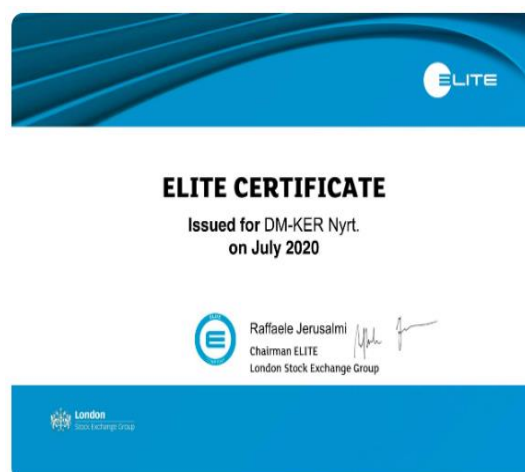 ELITE
ELITE CERTIFICATE
Issued for DM-KER Nyrt.
on July 2020
Raffaele Jerusalmi
Chairman ELITE
London Stock Exchange Group
London
Stock Exchange Group